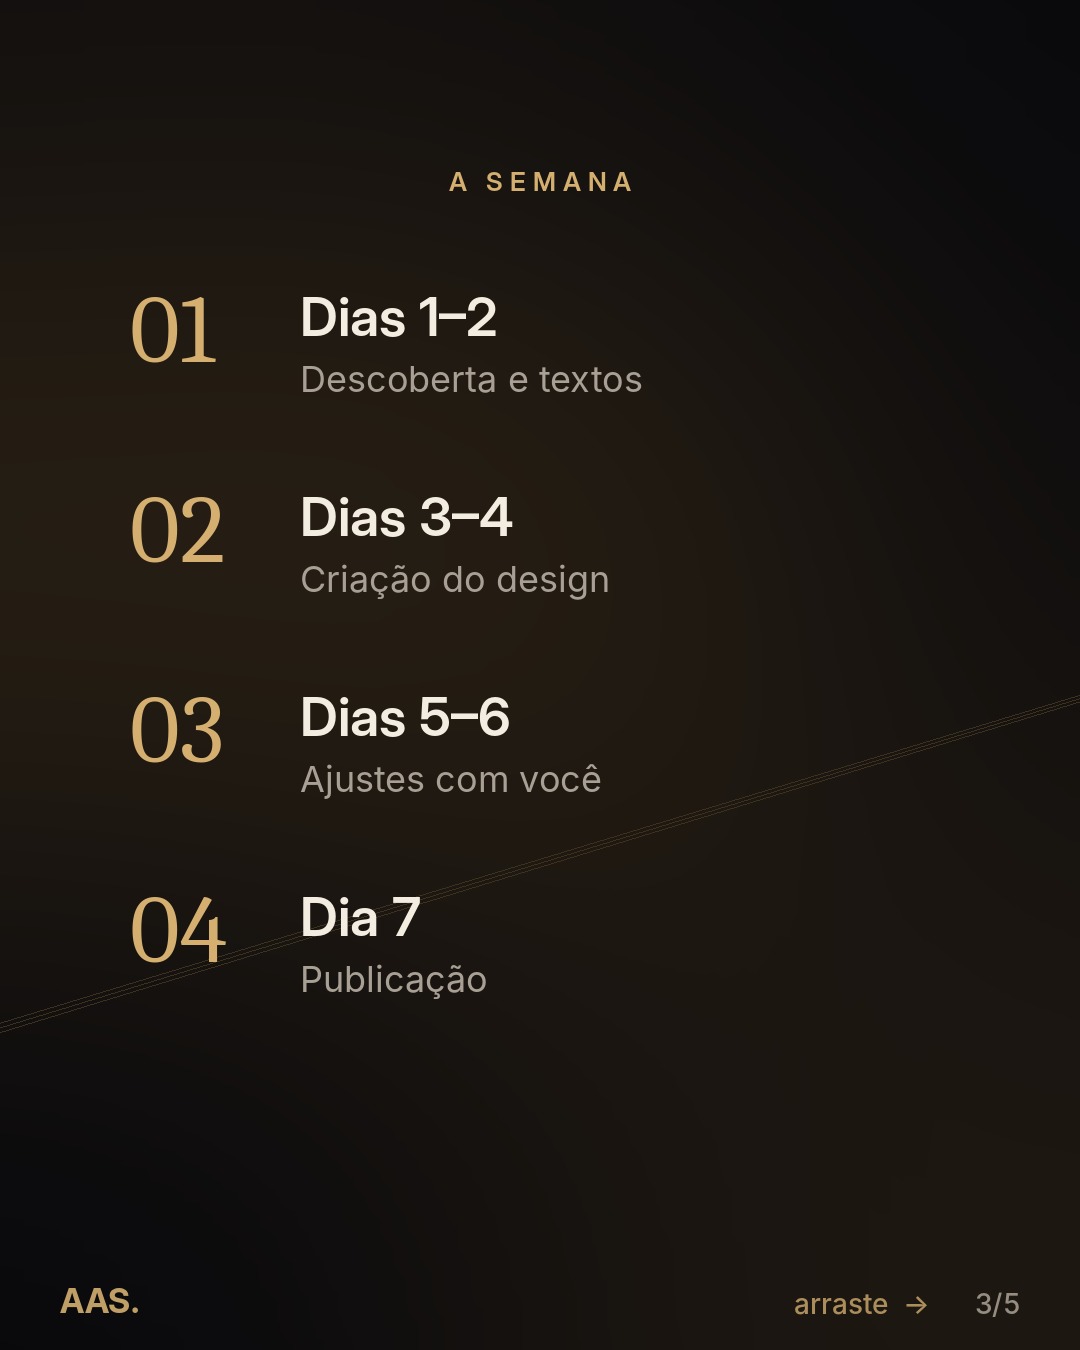 A SEMANA
01
Dias 1–2
Descoberta e textos
02
Dias 3–4
Criação do design
03
Dias 5–6
Ajustes com você
04
Dia 7
Publicação
AAS.
arraste → 3/5